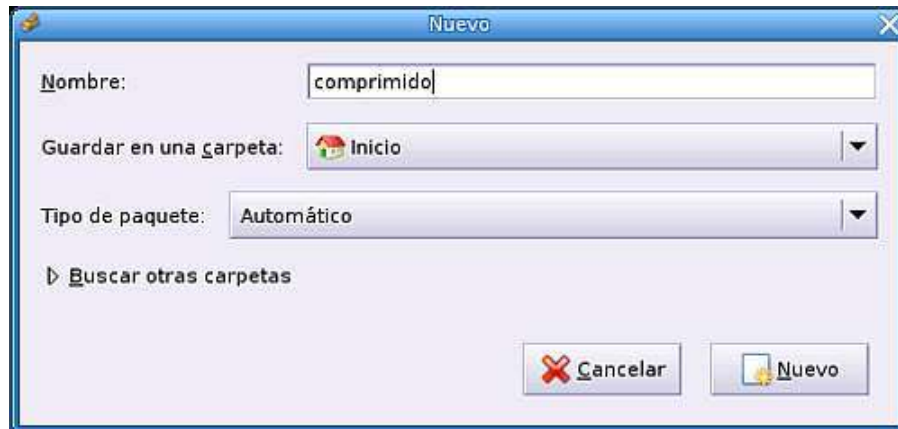 Nuevo
Nombre: comprimido
Guardar en una carpeta: Inicio
Tipo de paquete: Automático
Buscar otras carpetas
Cancelar Nuevo